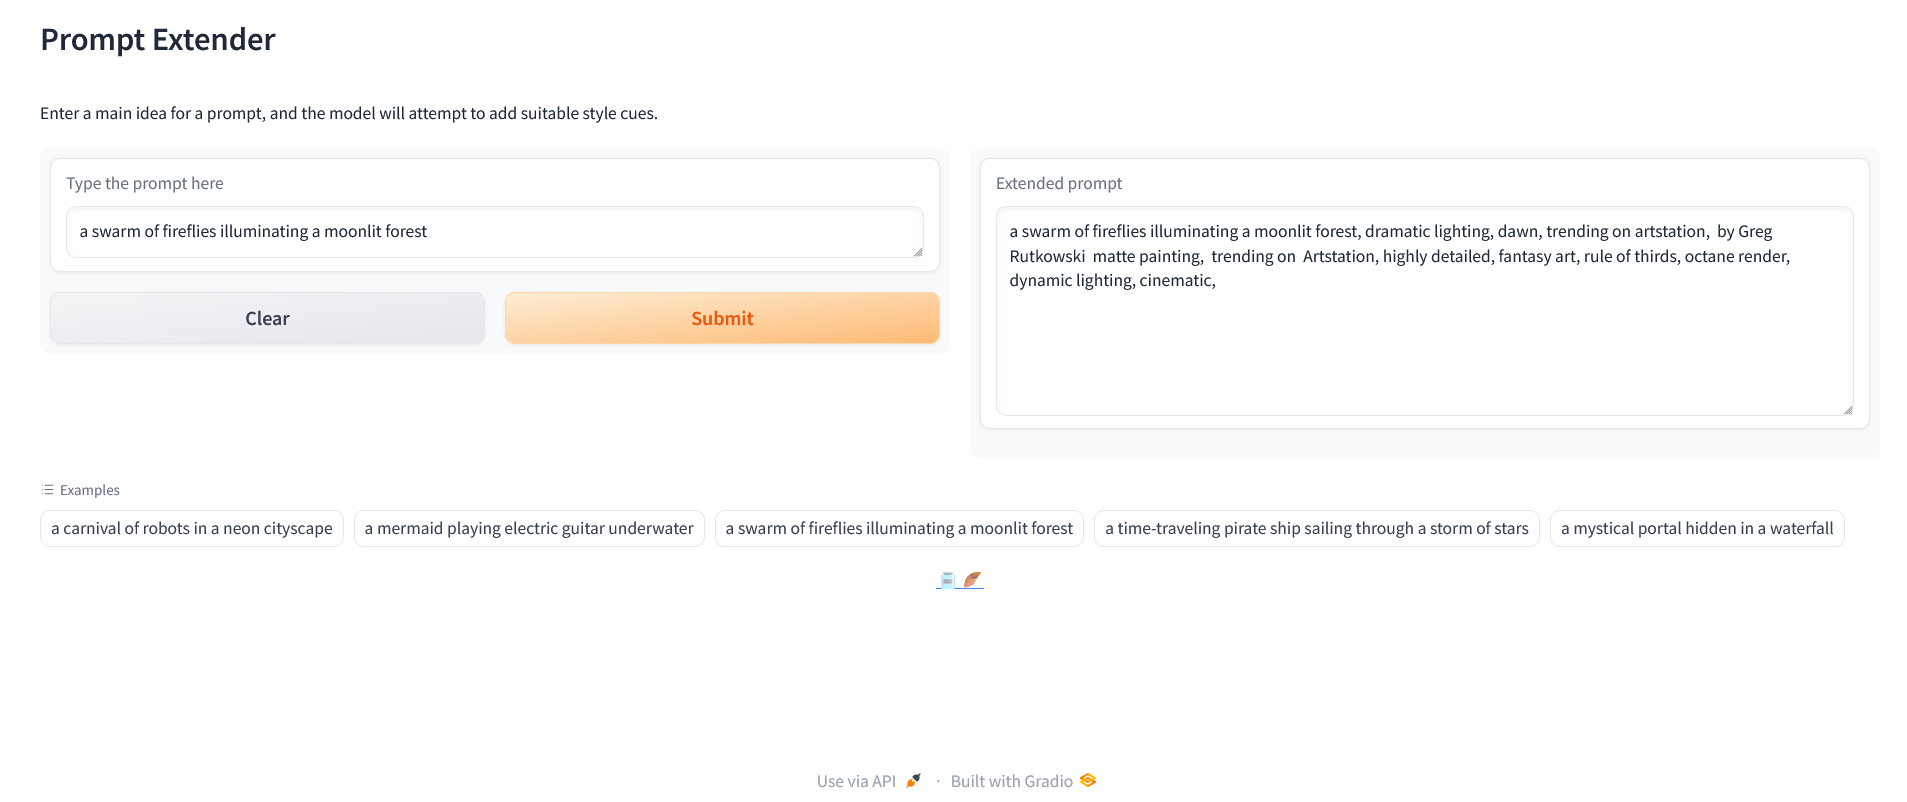 Prompt Extender
Enter a main idea for a prompt, and the model will attempt to add suitable style cues.
Type the prompt here
a swarm of fireflies illuminating a moonlit forest
Clear
Submit
Extended prompt
a swarm of fireflies illuminating a moonlit forest, dramatic lighting, dawn, trending on artstation,  by Greg
Rutkowski  matte painting,  trending on  Artstation, highly detailed, fantasy art, rule of thirds, octane render,
dynamic lighting, cinematic,
Examples
a carnival of robots in a neon cityscape
a mermaid playing electric guitar underwater
a swarm of fireflies illuminating a moonlit forest
a time-traveling pirate ship sailing through a storm of stars
a mystical portal hidden in a waterfall
Use via API · Built with Gradio